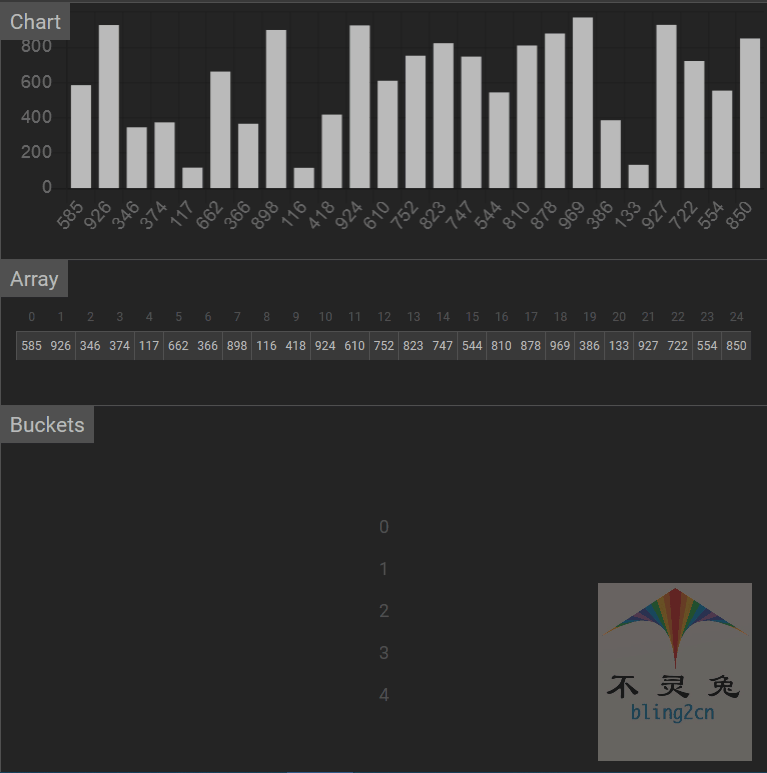 Chart
800
600
400
200
0
585 926 346 374 117 662 366 898 116 418 924 610 752 823 747 544 810 878 969 386 133 927 722 554 850
Array
0 1 2 3 4 5 6 7 8 9 10 11 12 13 14 15 16 17 18 19 20 21 22 23 24
585 926 346 374 117 662 366 898 116 418 924 610 752 823 747 544 810 878 969 386 133 927 722 554 850
Buckets
0
1
2
3
4
不灵兔
bling2cn